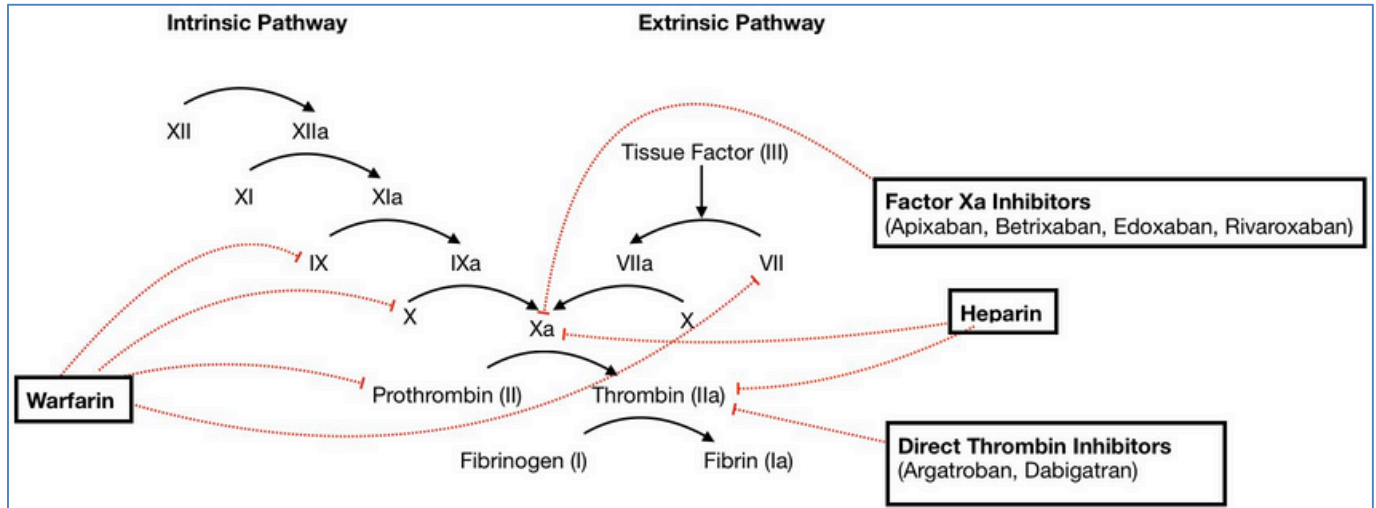 Intrinsic Pathway
Extrinsic Pathway
XII
XIIa
Tissue Factor (III)
XI
XIa
Factor Xa Inhibitors
(Apixaban, Betrixaban, Edoxaban, Rivaroxaban)
IX
IXa
VIIa
VII
X
Xa
X
Heparin
Warfarin
Prothrombin (II)
Thrombin (IIa)
Fibrinogen (I)
Fibrin (Ia)
Direct Thrombin Inhibitors
(Argatroban, Dabigatran)